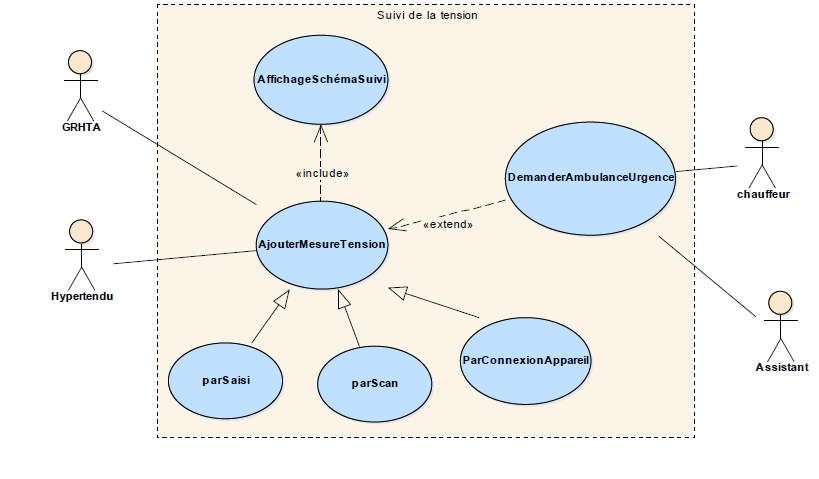 Suivi de la tension
AffichageSchémaSuivi
GRHTA
DemanderAmbulanceUrgence
chauffeur
«include»
«extend»
AjouterMesureTension
Hypertendu
ParConnexionAppareil
Assistant
parSaisi
parScan